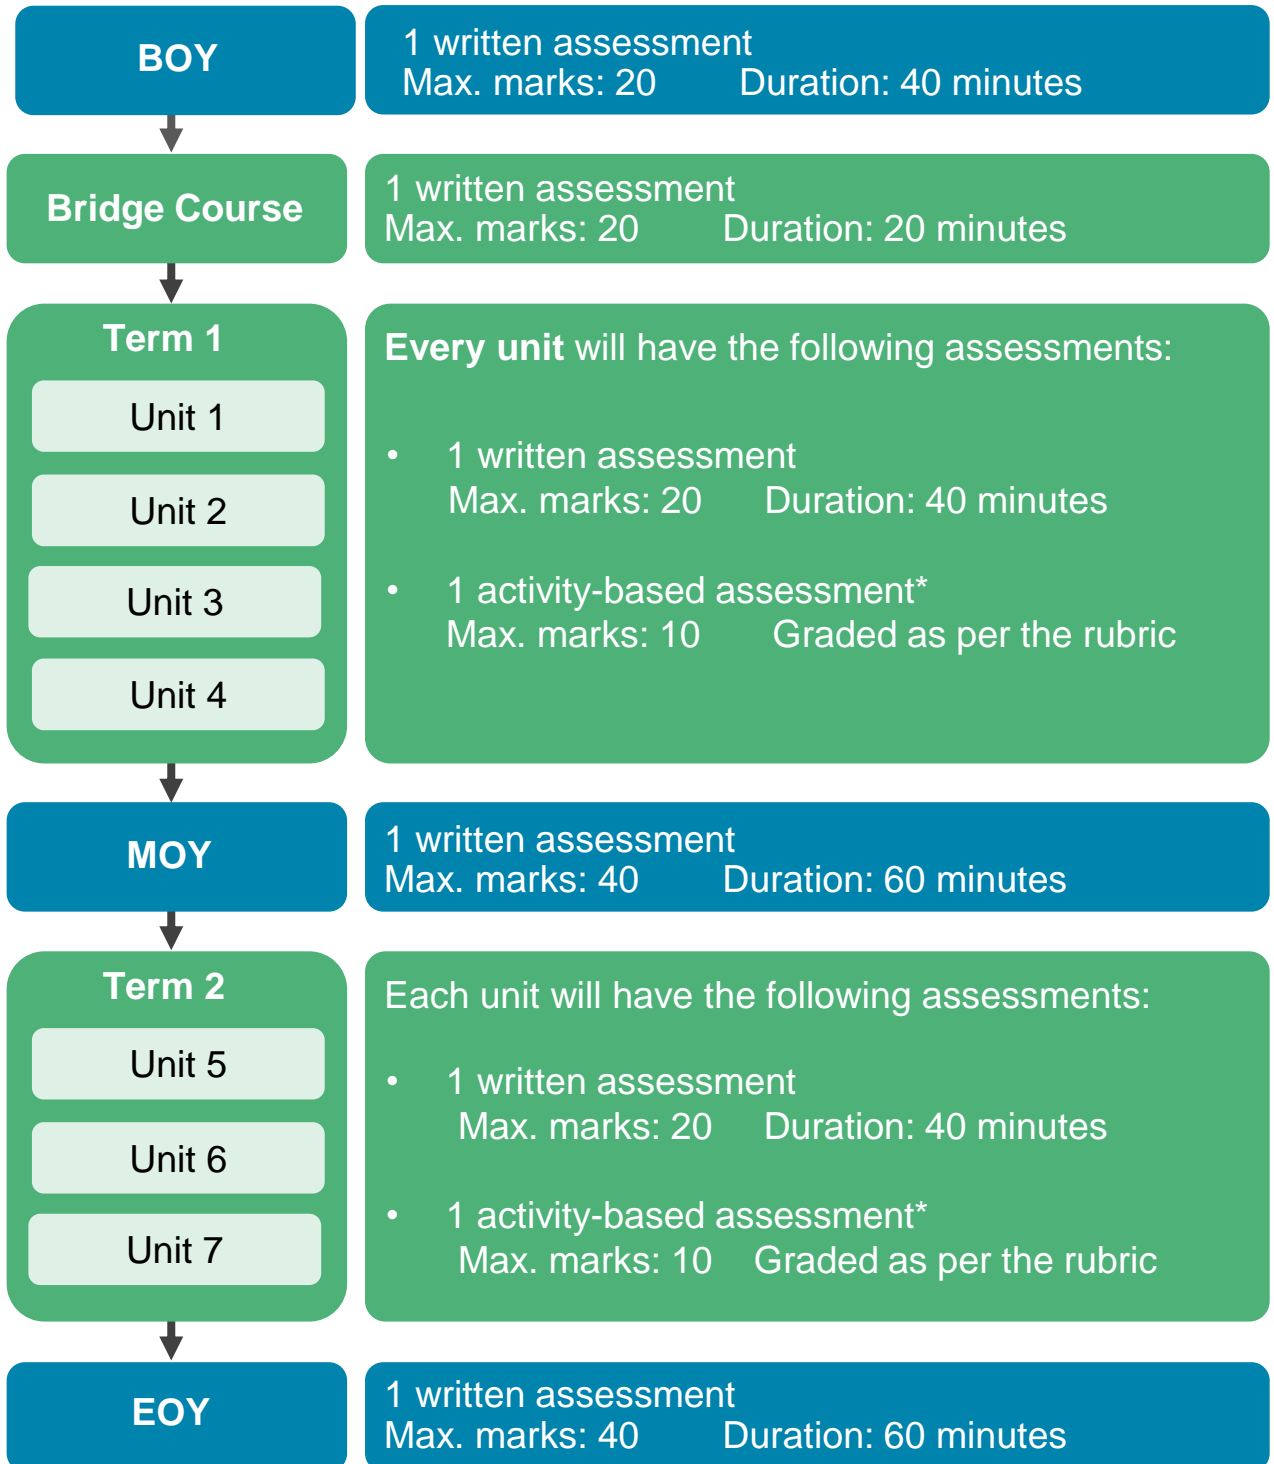 BOY
1 written assessment
Max. marks: 20 Duration: 40 minutes
Bridge Course
1 written assessment
Max. marks: 20 Duration: 20 minutes
Term 1
Unit 1
Unit 2
Unit 3
Unit 4
Every unit will have the following assessments:
• 1 written assessment
Max. marks: 20 Duration: 40 minutes
• 1 activity-based assessment*
Max. marks: 10 Graded as per the rubric
MOY
1 written assessment
Max. marks: 40 Duration: 60 minutes
Term 2
Unit 5
Unit 6
Unit 7
Each unit will have the following assessments:
• 1 written assessment
Max. marks: 20 Duration: 40 minutes
• 1 activity-based assessment*
Max. marks: 10 Graded as per the rubric
EOY
1 written assessment
Max. marks: 40 Duration: 60 minutes